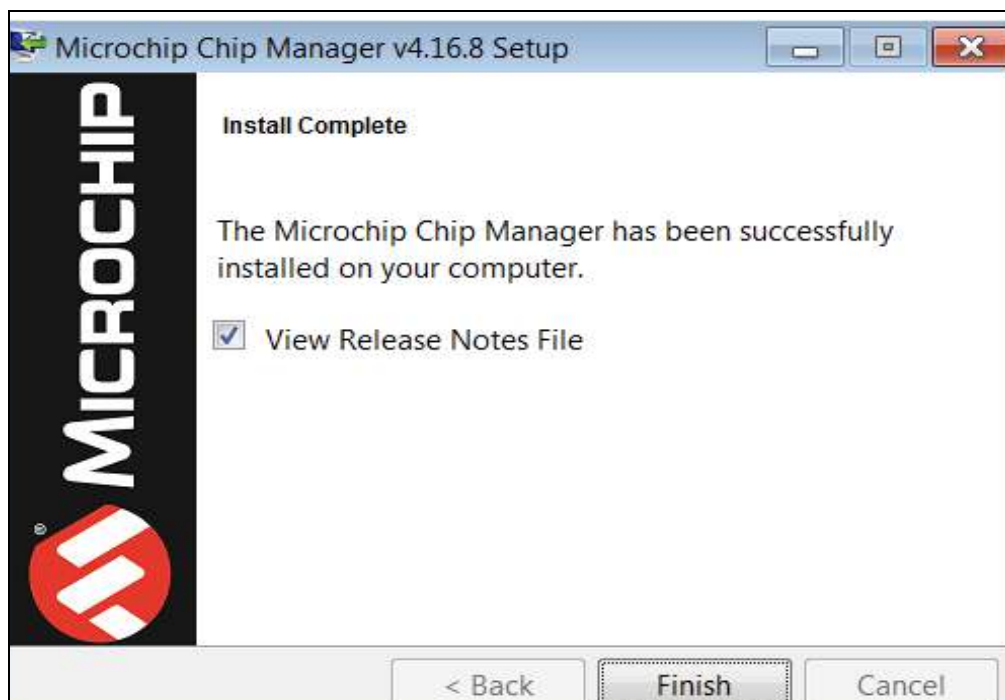 Microchip Chip Manager v4.16.8 Setup
MICROCHIP
Install Complete
The Microchip Chip Manager has been successfully
installed on your computer.
View Release Notes File
®
< Back
Finish
Cancel